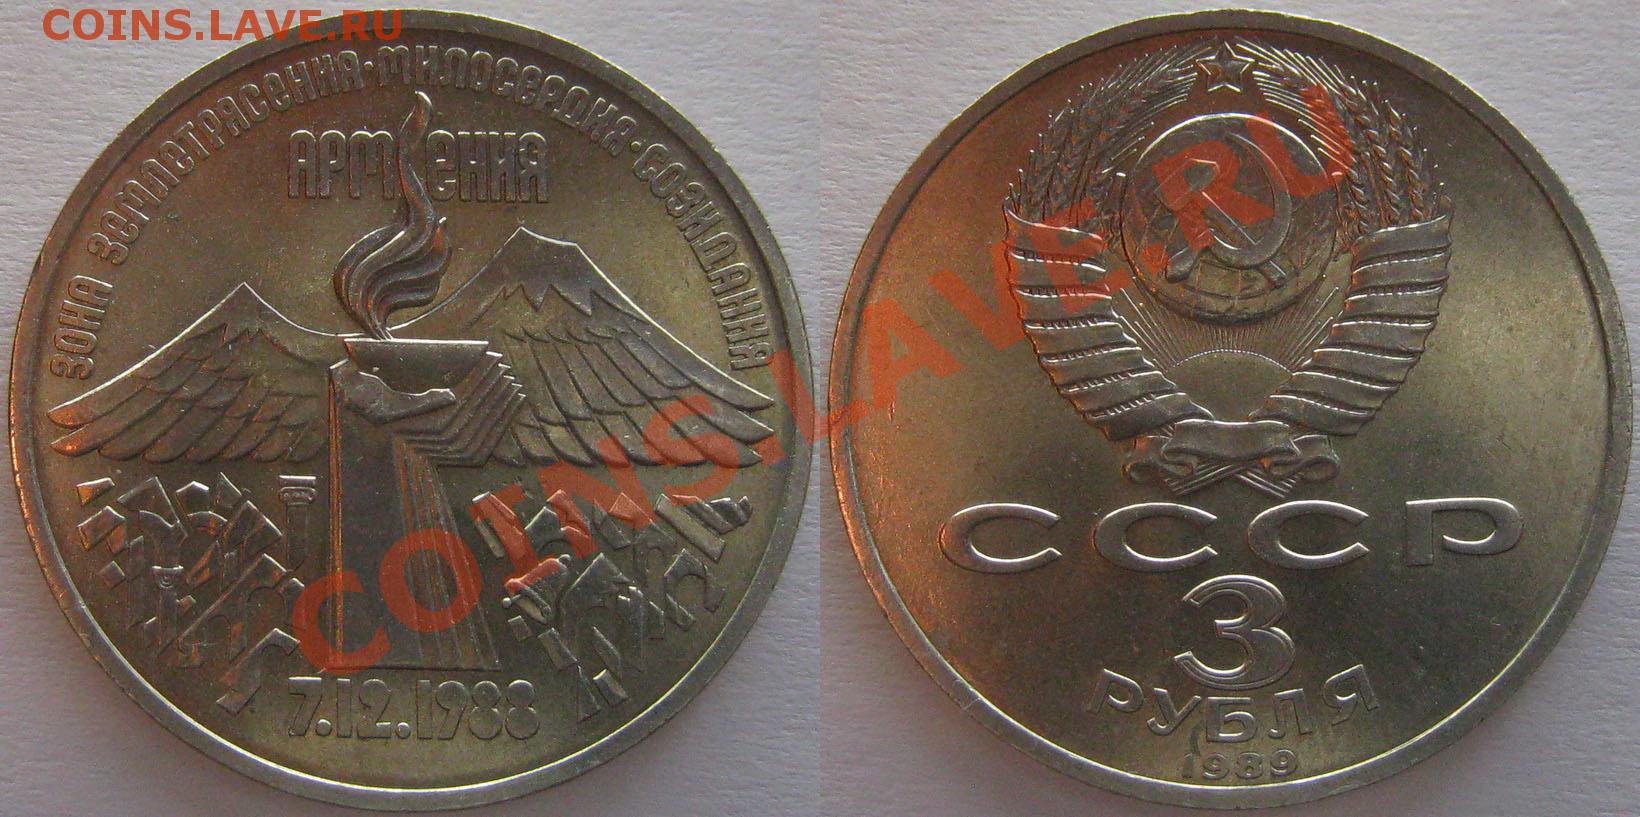 COINS.LAVE.RU
ЗОНА ЗЕМЛЕТРЯСЕНИЯ·МИЛОСЕРДИЯ·СОЗИДАНИЯ
АРМЕНИЯ
7.12.1988
СССР
3
РУБЛЯ
1989
COINS.LAVE.RU